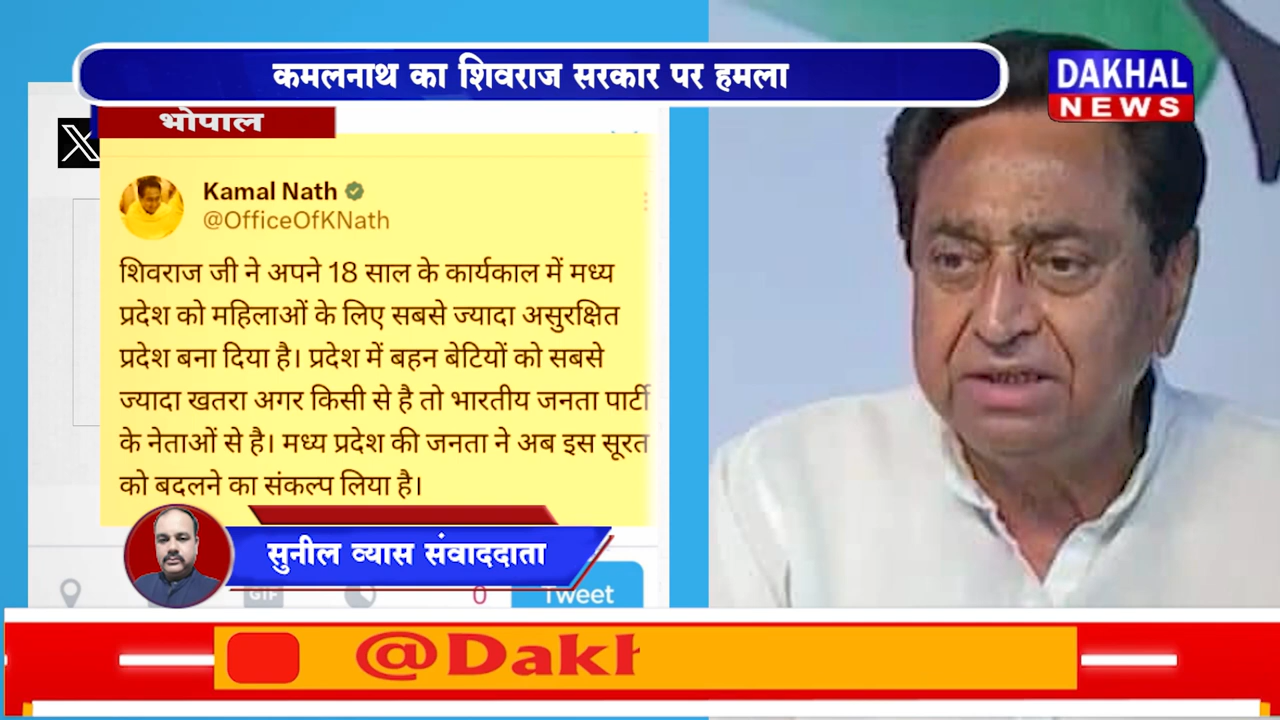 कमलनाथ का शिवराज सरकार पर हमला
DAKHAL
NEWS
भोपाल
X
Kamal Nath
@OfficeOfKNath
शिवराज जी ने अपने 18 साल के कार्यकाल में मध्य
प्रदेश को महिलाओं के लिए सबसे ज्यादा असुरक्षित
प्रदेश बना दिया है। प्रदेश में बहन बेटियों को सबसे
ज्यादा खतरा अगर किसी से है तो भारतीय जनता पार्टी
के नेताओं से है। मध्य प्रदेश की जनता ने अब इस सूरत
को बदलने का संकल्प लिया है।
सुनील व्यास संवाददाता
GIF
0
Tweet
@Dakh